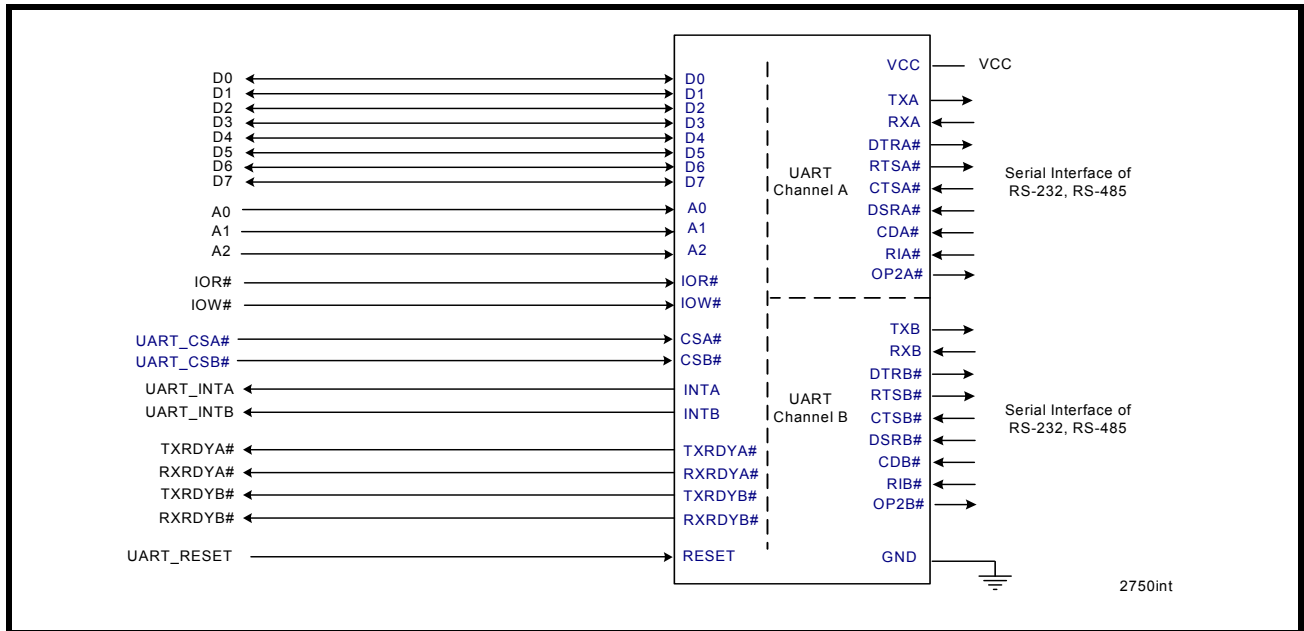 D0
D1
D2
D3
D4
D5
D6
D7
A0
A1
A2
IOR#
IOW#
UART_CSA#
UART_CSB#
UART_INTA
UART_INTB
TXRDYA#
RXRDYA#
TXRDYB#
RXRDYB#
UART_RESET
D0
D1
D2
D3
D4
D5
D6
D7
A0
A1
A2
IOR#
IOW#
CSA#
CSB#
INTA
INTB
TXRDYA#
RXRDYA#
TXRDYB#
RXRDYB#
RESET
UART
Channel A
UART
Channel B
VCC
TXA
RXA
DTRA#
RTSA#
CTSA#
DSRA#
CDA#
RIA#
OP2A#
TXB
RXB
DTRB#
RTSB#
CTSB#
DSRB#
CDB#
RIB#
OP2B#
GND
VCC
Serial Interface of
RS-232, RS-485
Serial Interface of
RS-232, RS-485
2750int